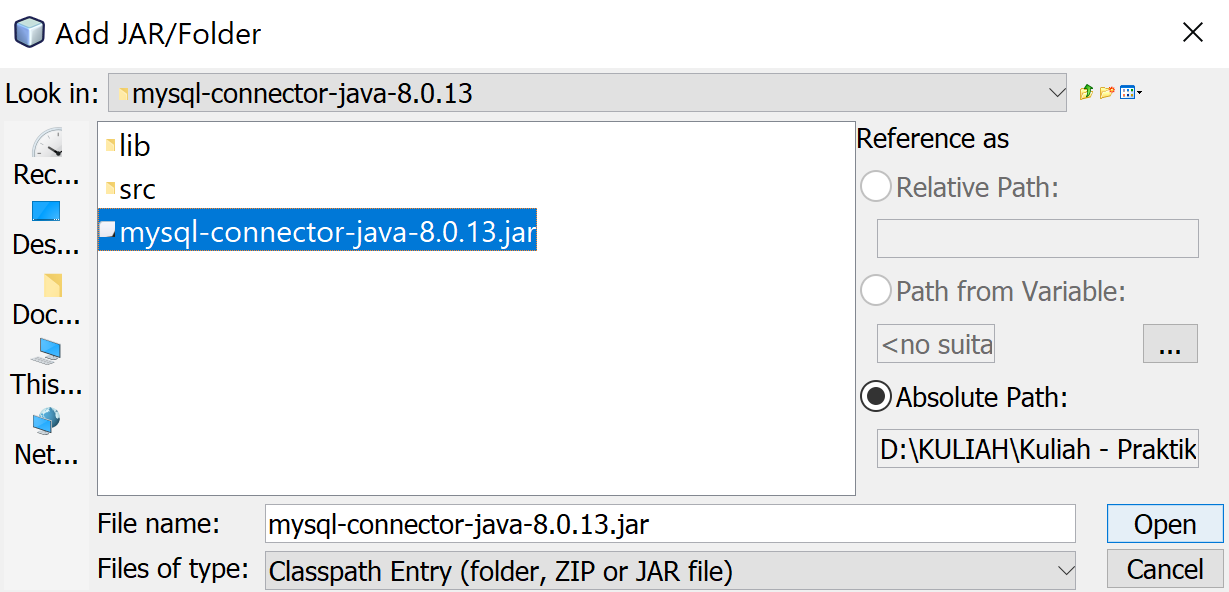 Add JAR/Folder
Look in: mysql-connector-java-8.0.13
Rec...
Des...
Doc...
This...
Net...
lib
src
mysql-connector-java-8.0.13.jar
Reference as
Relative Path:
Path from Variable:
<no suita
...
Absolute Path:
D:\KULIAH\Kuliah - Praktik
File name: mysql-connector-java-8.0.13.jar
Open
Files of type: Classpath Entry (folder, ZIP or JAR file)
Cancel